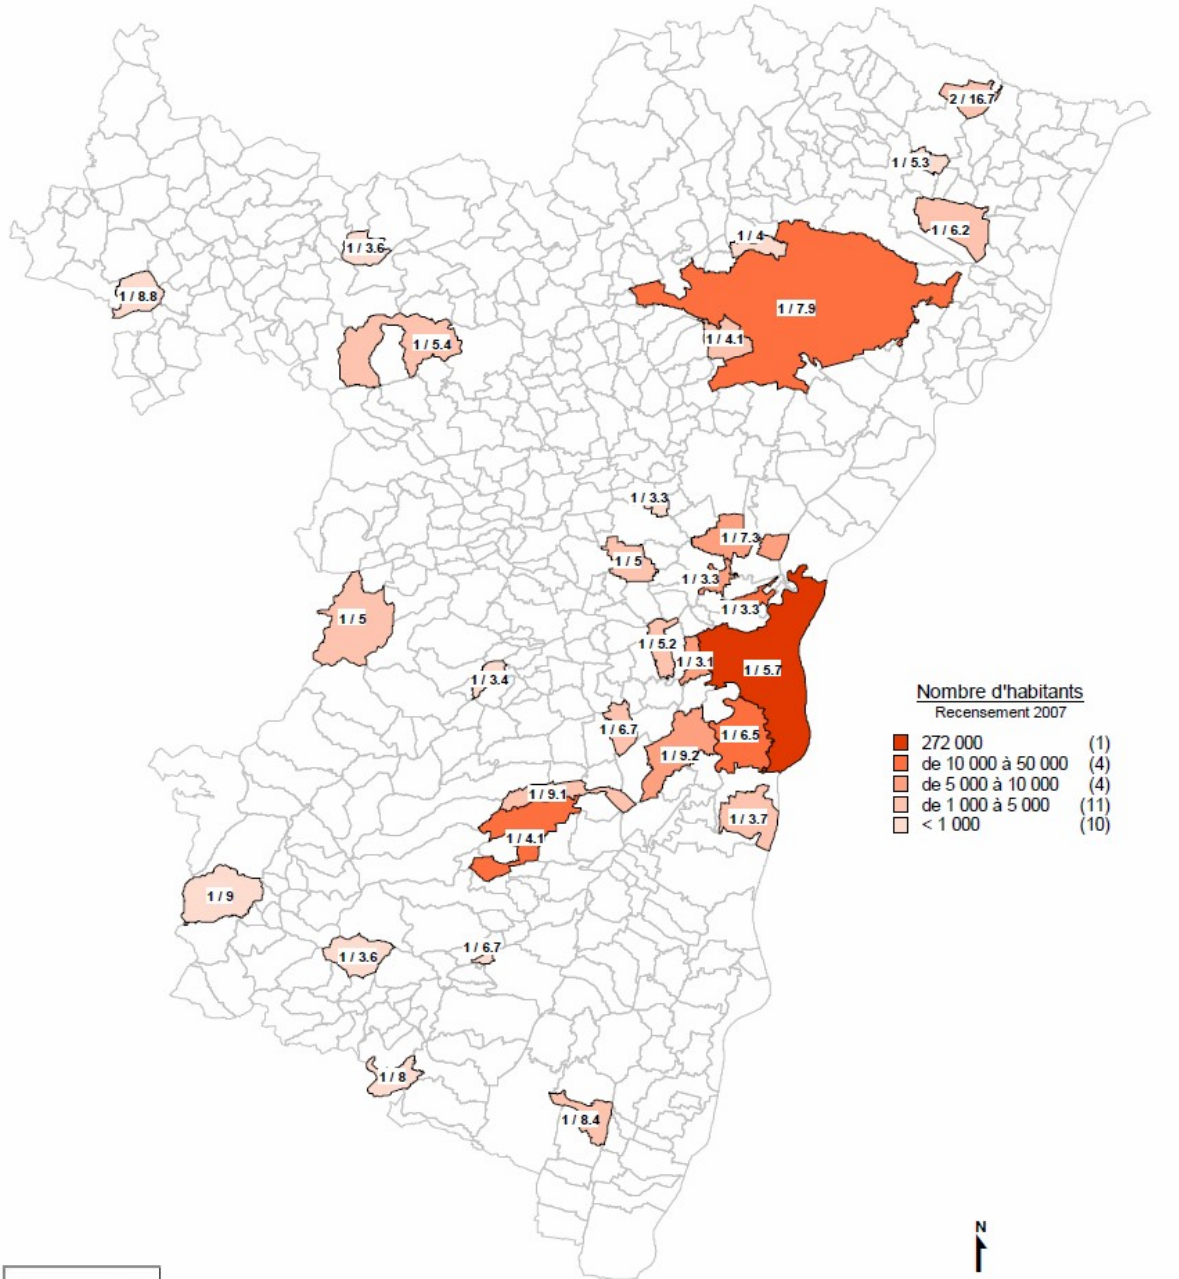 2 / 16.7
1 / 5.3
1 / 6.2
1 / 4
1 / 3.6
1 / 8.8
1 / 7.9
1 / 4.1
1 / 5.4
1 / 3.3
1 / 7.3
1 / 5
1 / 3.3
1 / 3.3
1 / 5
1 / 5.2
1 / 3.1
1 / 5.7
1 / 3.4
1 / 6.7
1 / 6.5
1 / 9.2
1 / 9.1
1 / 3.7
1 / 4.1
1 / 9
1 / 6.7
1 / 3.6
1 / 8
1 / 8.4
Nombre d'habitants
Recensement 2007
272 000 (1)
de 10 000 à 50 000 (4)
de 5 000 à 10 000 (4)
de 1 000 à 5 000 (11)
< 1 000 (10)
N